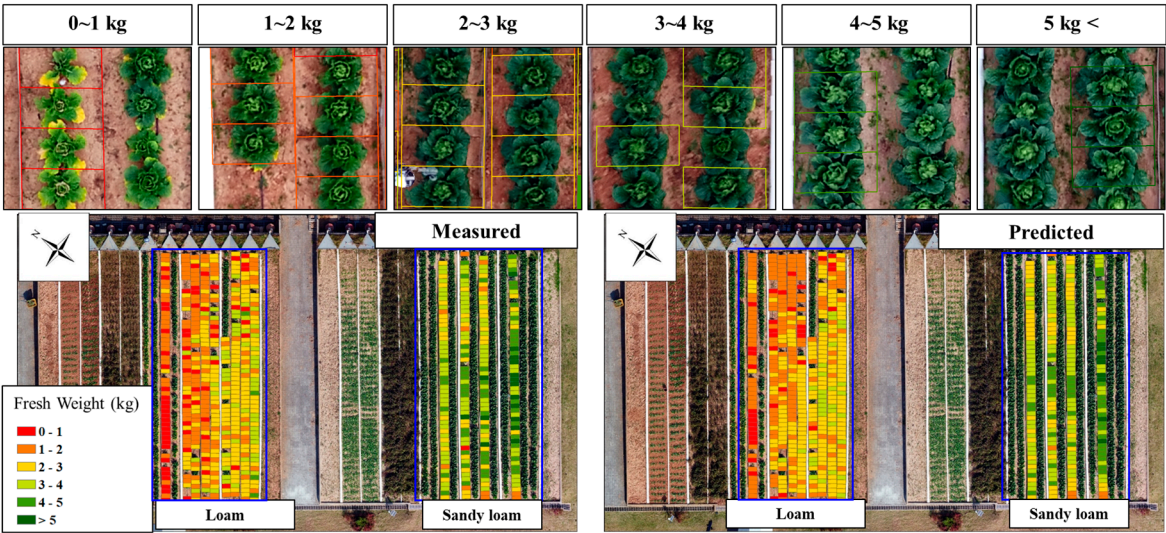 0~1 kg
1~2 kg
2~3 kg
3~4 kg
4~5 kg
5 kg <
N
Measured
N
Predicted
Fresh Weight (kg)
0 - 1
1 - 2
2 - 3
3 - 4
4 - 5
> 5
Loam
Sandy loam
Loam
Sandy loam